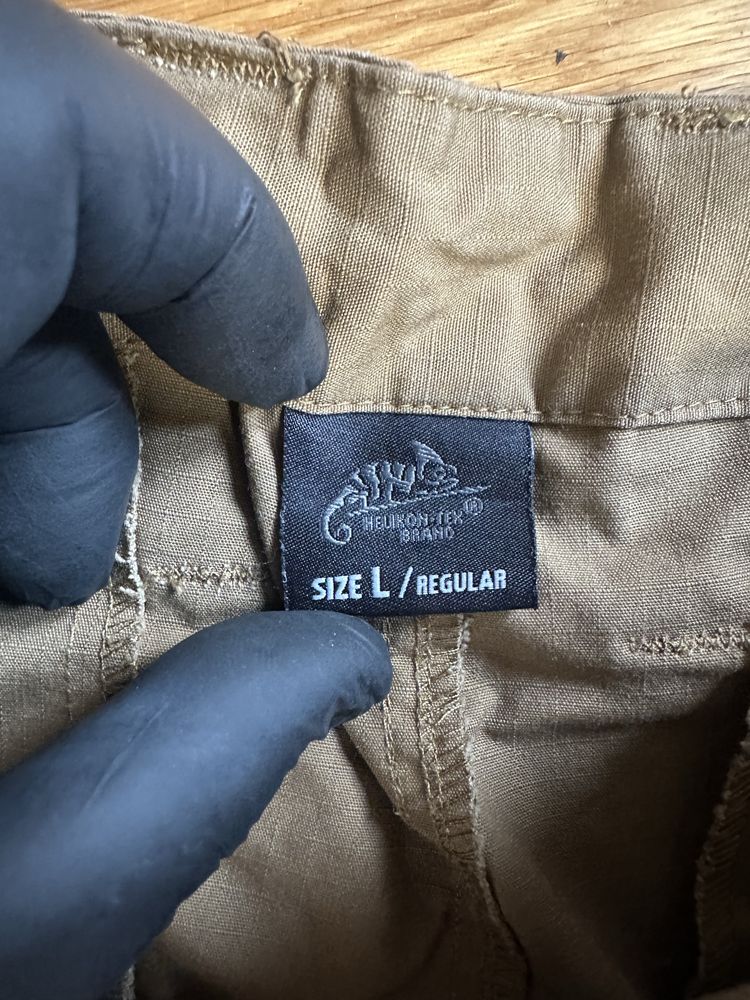 HELIKON-TEX®
BRAND
SIZE L / REGULAR